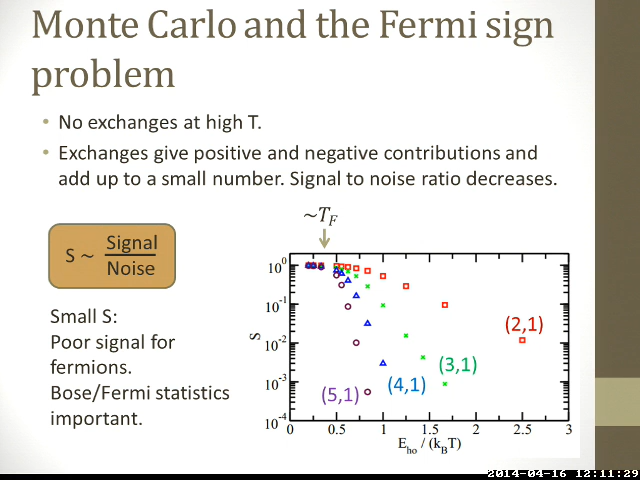 Monte Carlo and the Fermi sign
problem
• No exchanges at high T.
• Exchanges give positive and negative contributions and
add up to a small number. Signal to noise ratio decreases.
~T_F
S ~ Signal
Noise
Small S:
Poor signal for
fermions.
Bose/Fermi statistics
important.
10^0
10^-1
10^-2
10^-3
10^-4
S
(2,1)
(3,1)
(4,1)
(5,1)
0 0.5 1 1.5 2 2.5 3
E_ho / (k_BT)
2014-04-16 12:11:29